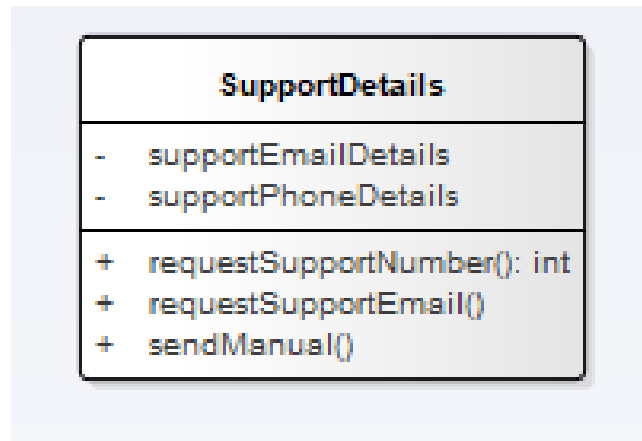 SupportDetails
- supportEmailDetails
- supportPhoneDetails
+ requestSupportNumber(): int
+ requestSupportEmail()
+ sendManual()